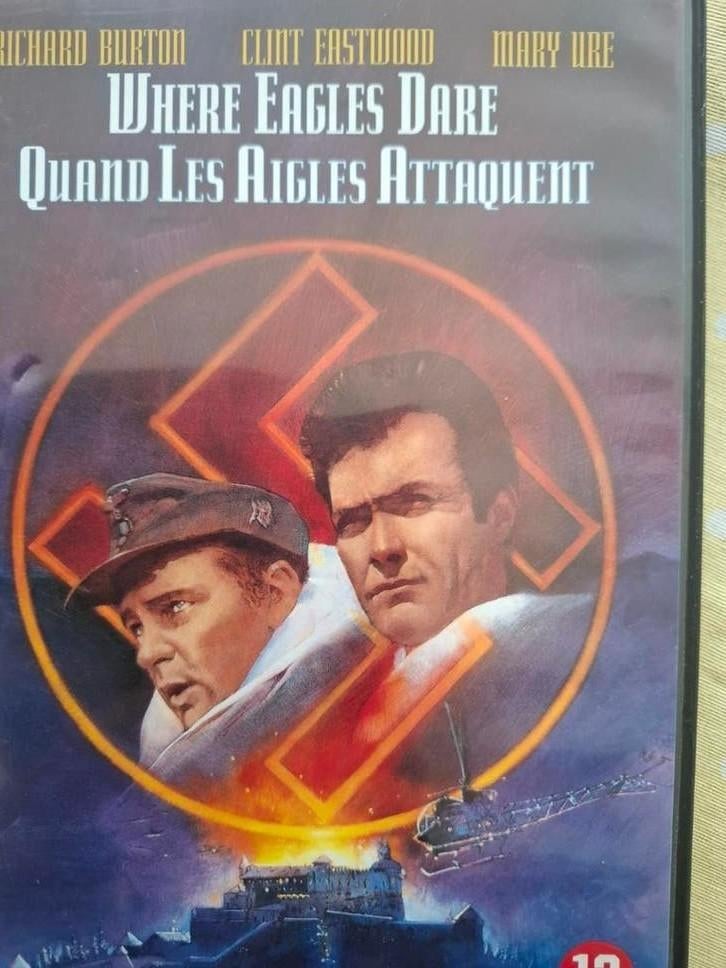 RICHARD BURTON CLINT EASTWOOD MARY URE
WHERE EAGLES DARE
QUAND LES AIGLES ATTAQUENT